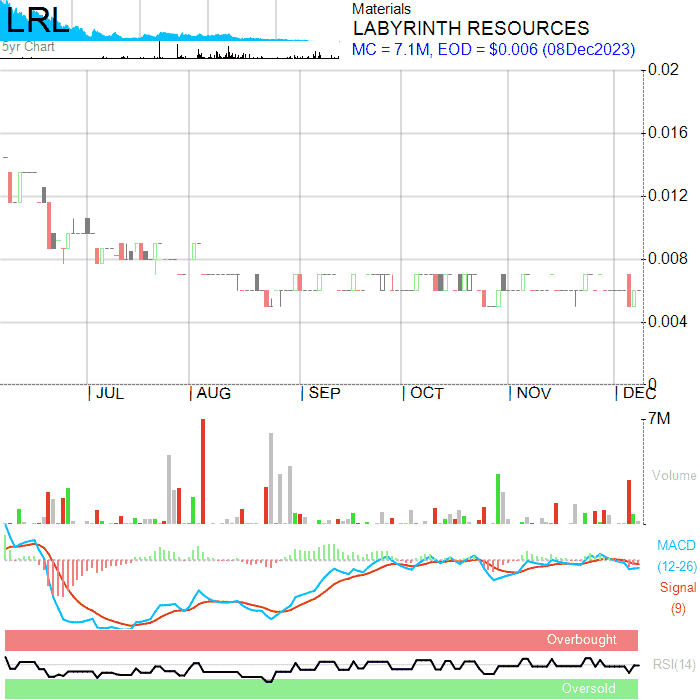 LRL
5yr Chart
Materials
LABYRINTH RESOURCES
MC = 7.1M, EOD = $0.006 (08Dec2023)
0.02
0.016
0.012
0.008
0.004
0
JUL AUG SEP OCT NOV DEC
7M
Volume
MACD
(12-26)
Signal
(9)
Overbought
RSI(14)
Oversold